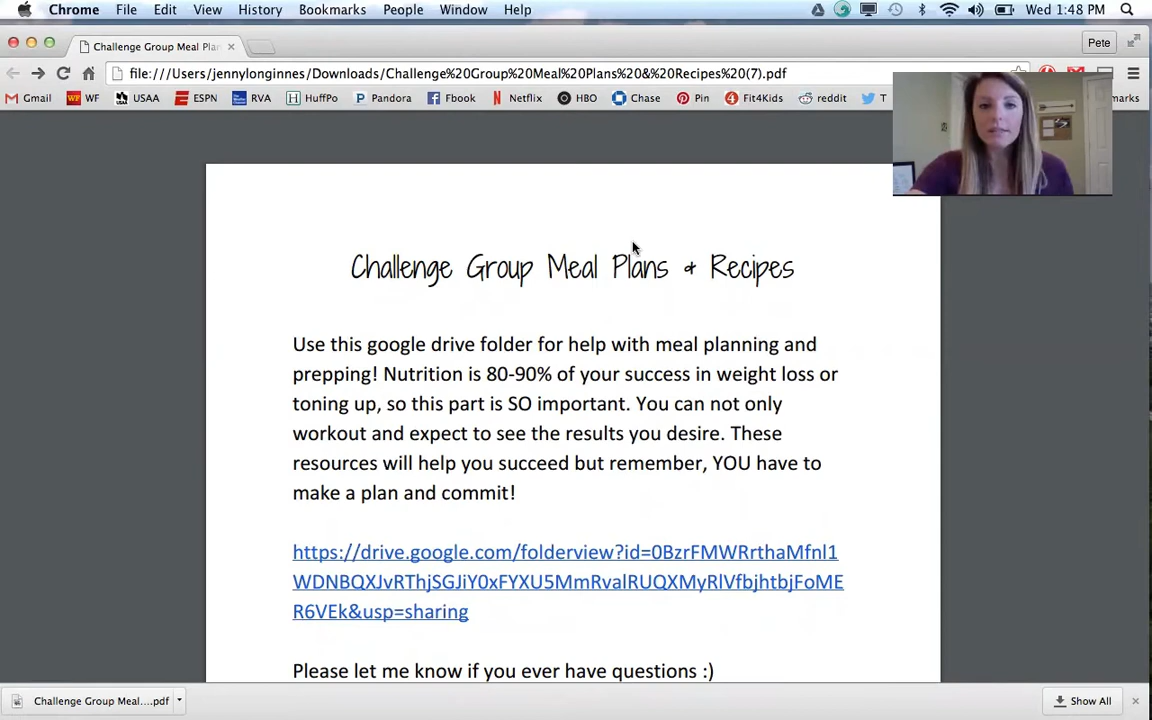 Chrome File Edit View History Bookmarks People Window Help Wed 1:48 PM
Challenge Group Meal Plan Pete
file:///Users/jennylonginnes/Downloads/Challenge%20Group%20Meal%20Plans%20&%20Recipes%20(7).pdf
Gmail WF USAA ESPN RVA HuffPo Pandora Fbook Netflix HBO Chase Pin Fit4Kids reddit T marks
Challenge Group Meal Plans & Recipes
Use this google drive folder for help with meal planning and
prepping! Nutrition is 80-90% of your success in weight loss or
toning up, so this part is SO important. You can not only
workout and expect to see the results you desire. These
resources will help you succeed but remember, YOU have to
make a plan and commit!
https://drive.google.com/folderview?id=0BzrFMWRrthaMfnl1
WDNBQXJvRThjSGJiY0xFYXU5MmRvalRUQXMyRlVfbjhtbjFoME
R6VEk&usp=sharing
Please let me know if you ever have questions :)
Challenge Group Meal....pdf Show All